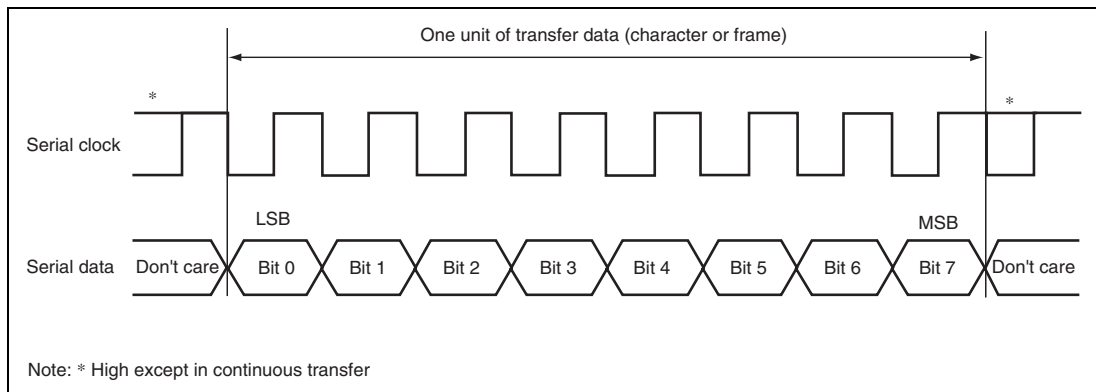 One unit of transfer data (character or frame)
* *
Serial clock
LSB MSB
Serial data Don't care Bit 0 Bit 1 Bit 2 Bit 3 Bit 4 Bit 5 Bit 6 Bit 7 Don't care
Note: * High except in continuous transfer